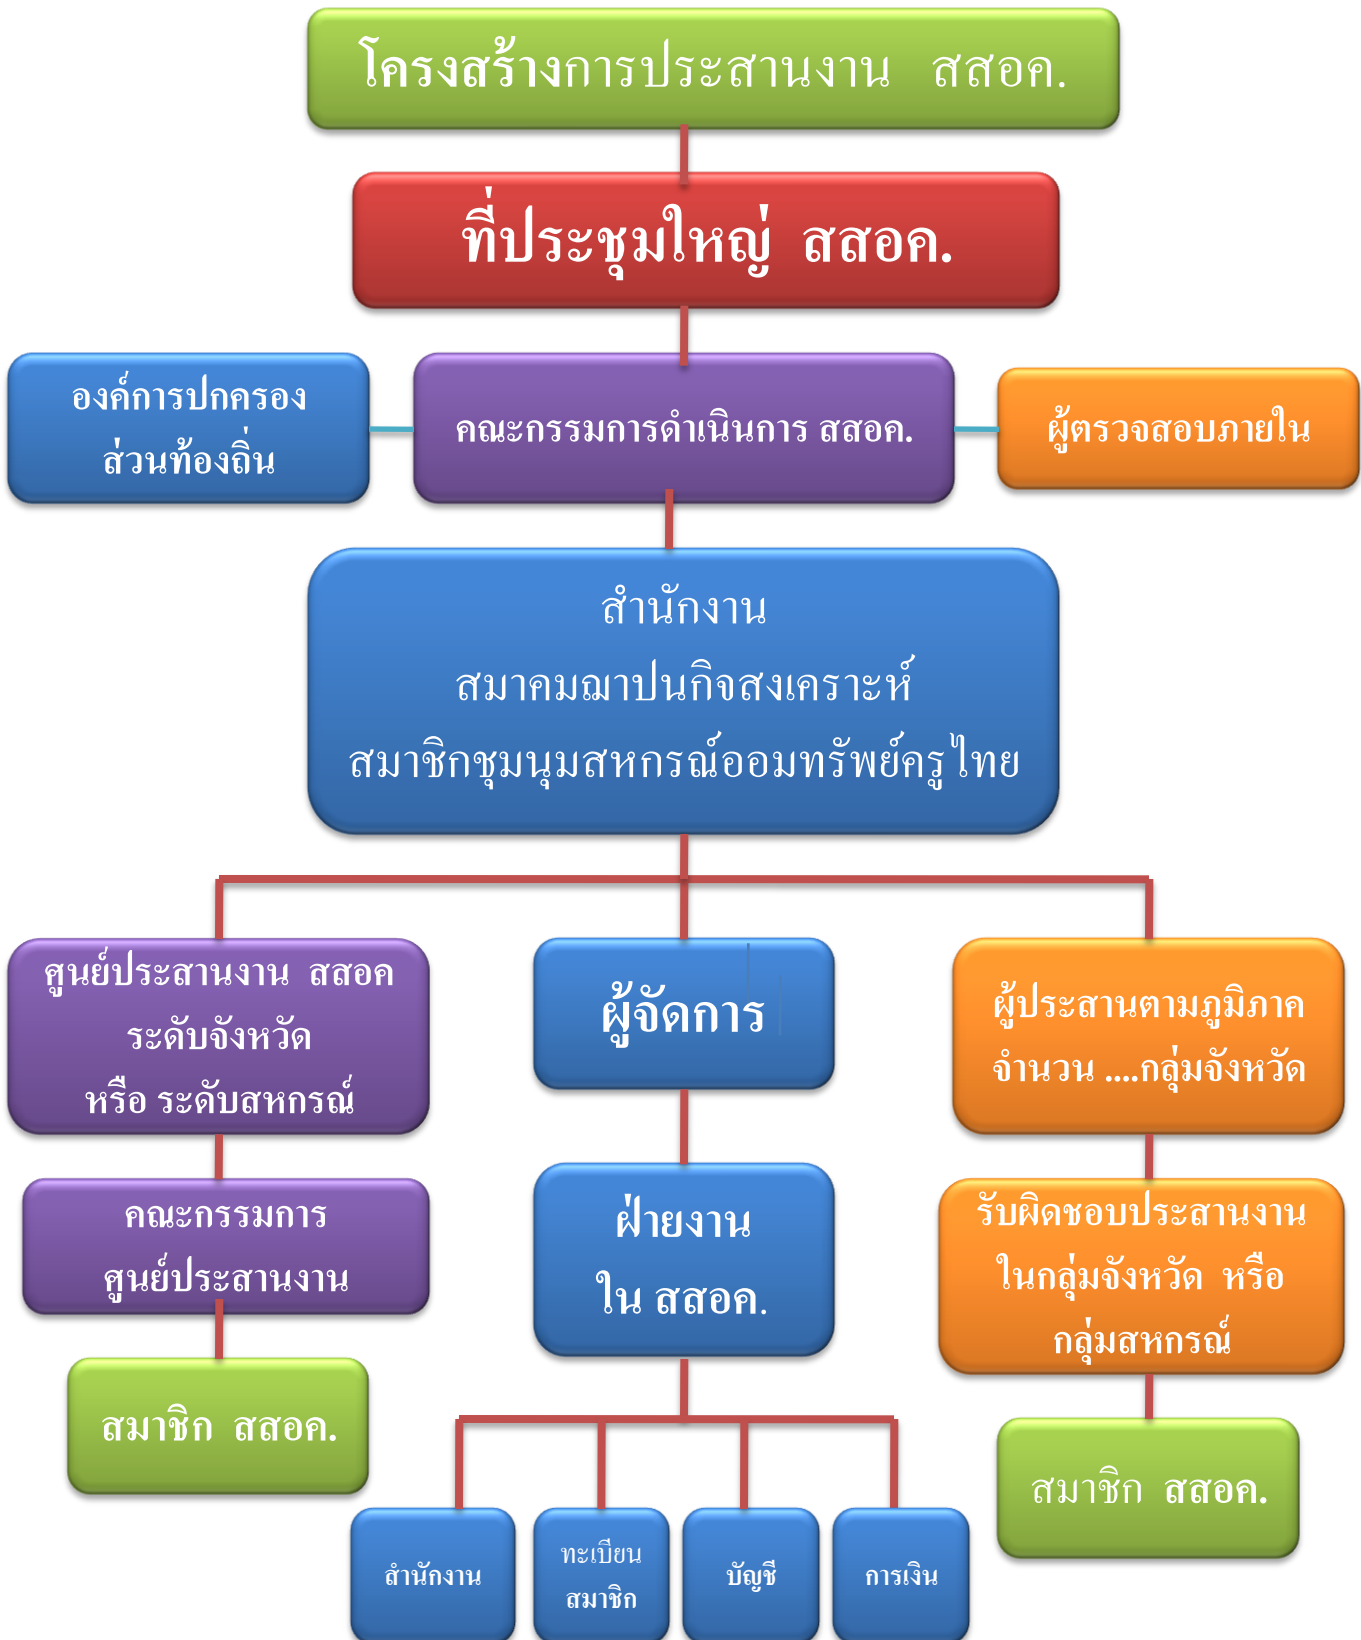 โครงสร้างการประสานงาน สสอค.
ที่ประชุมใหญ่ สสอค.
องค์การปกครอง
ส่วนท้องถิ่น
คณะกรรมการดำเนินการ สสอค.
ผู้ตรวจสอบภายใน
สำนักงาน
สมาคมฌาปนกิจสงเคราะห์
สมาชิกชุมนุมสหกรณ์ออมทรัพย์ครูไทย
ศูนย์ประสานงาน สสอค
ระดับจังหวัด
หรือ ระดับสหกรณ์
ผู้จัดการ
ผู้ประสานตามภูมิภาค
จำนวน ....กลุ่มจังหวัด
คณะกรรมการ
ศูนย์ประสานงาน
ฝ่ายงาน
ใน สสอค.
รับผิดชอบประสานงาน
ในกลุ่มจังหวัด หรือ
กลุ่มสหกรณ์
สมาชิก สสอค.
สมาชิก สสอค.
สำนักงาน
ทะเบียน
สมาชิก
บัญชี
การเงิน